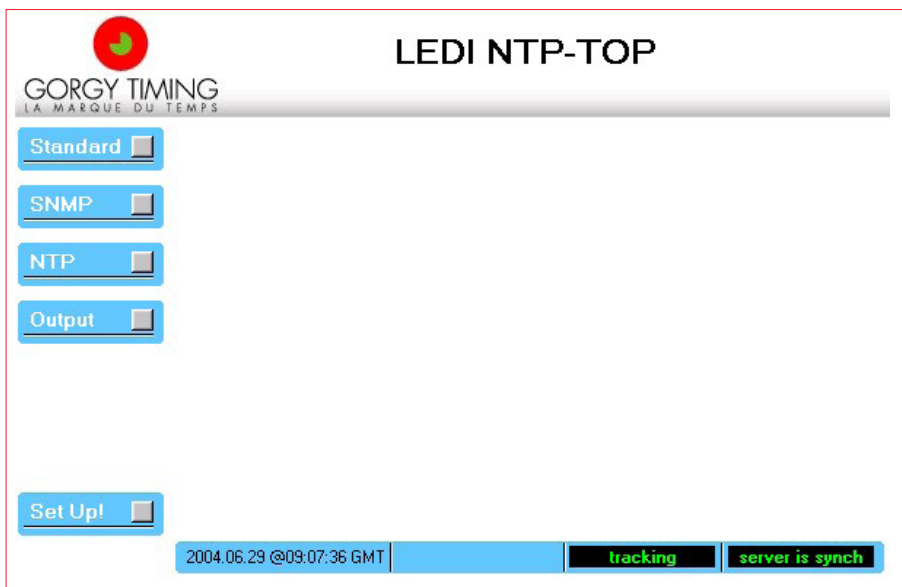 LEDI NTP-TOP
GORGY TIMING
LA MARQUE DU TEMPS
Standard
SNMP
NTP
Output
Set Up!
2004.06.29 @09:07:36 GMT
tracking
server is synch